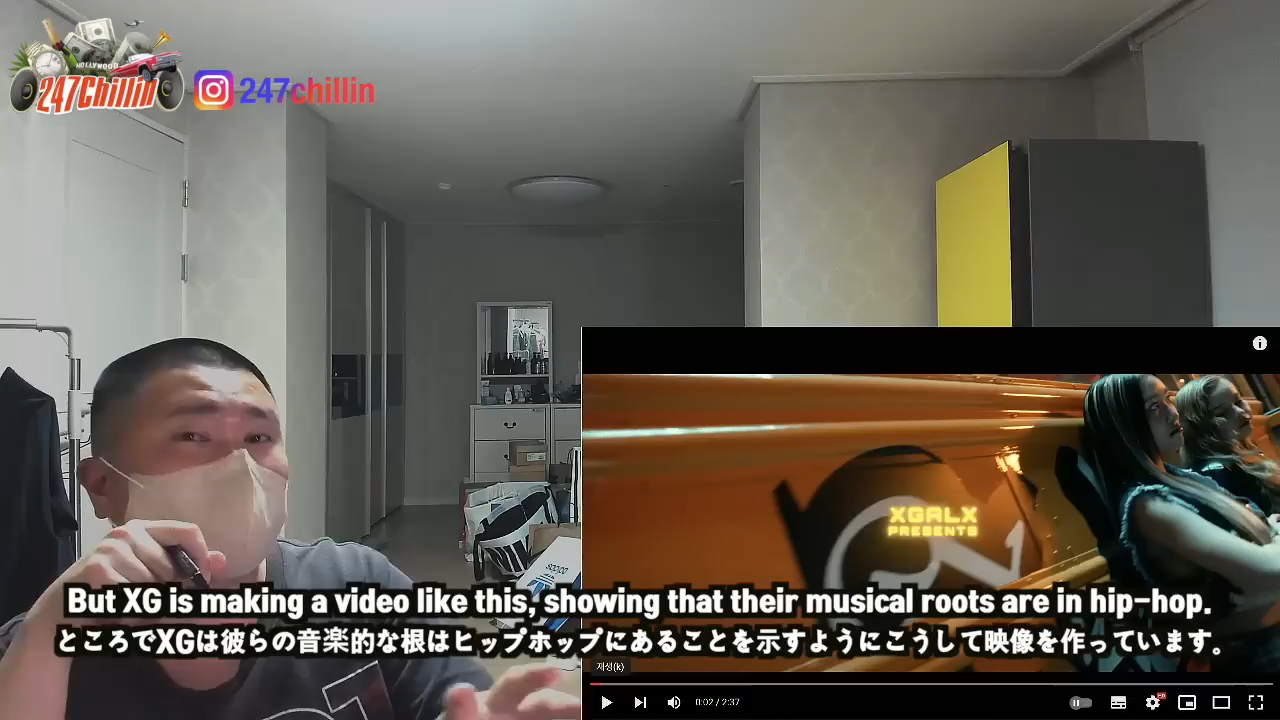 HOLLYWOOD
247Chillin
247chillin
XGALX
PRESENTS
But XG is making a video like this, showing that their musical roots are in hip-hop.
ところでXGは彼らの音楽的な根はヒップホップにあることを示すようにこうして映像を作っています。
재생(k)
0:02 / 2:37